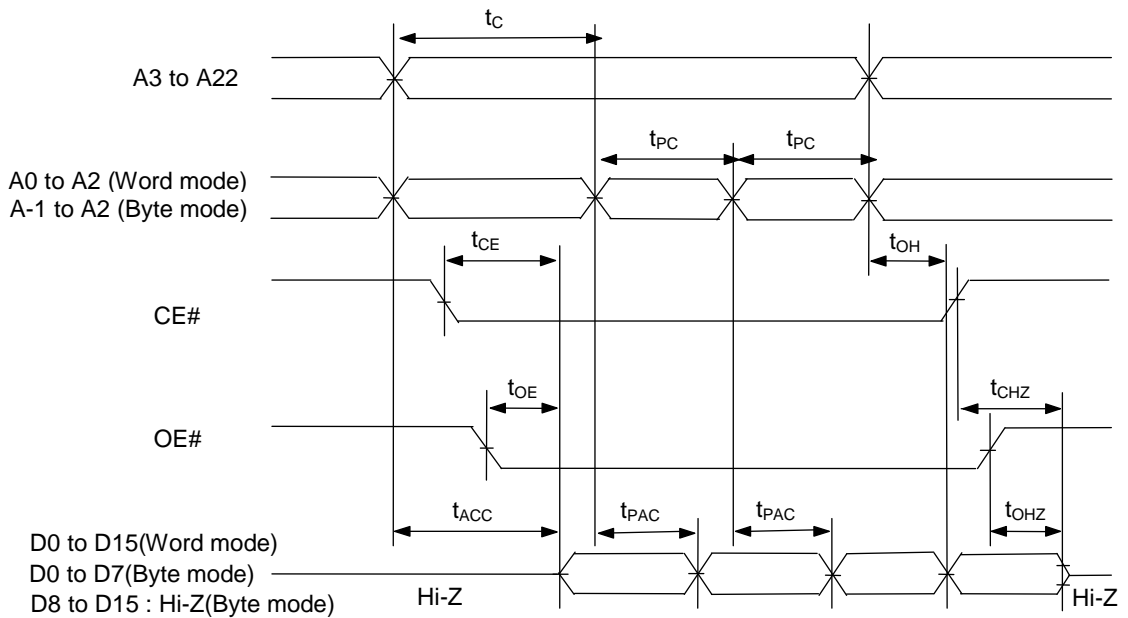 tC
A3 to A22
tPC tPC
A0 to A2 (Word mode)
A-1 to A2 (Byte mode)
tCE
tOH
CE#
tOE
tCHZ
OE#
tACC
tPAC
tPAC
tOHZ
D0 to D15(Word mode)
D0 to D7(Byte mode)
D8 to D15 : Hi-Z(Byte mode)
Hi-Z
Hi-Z